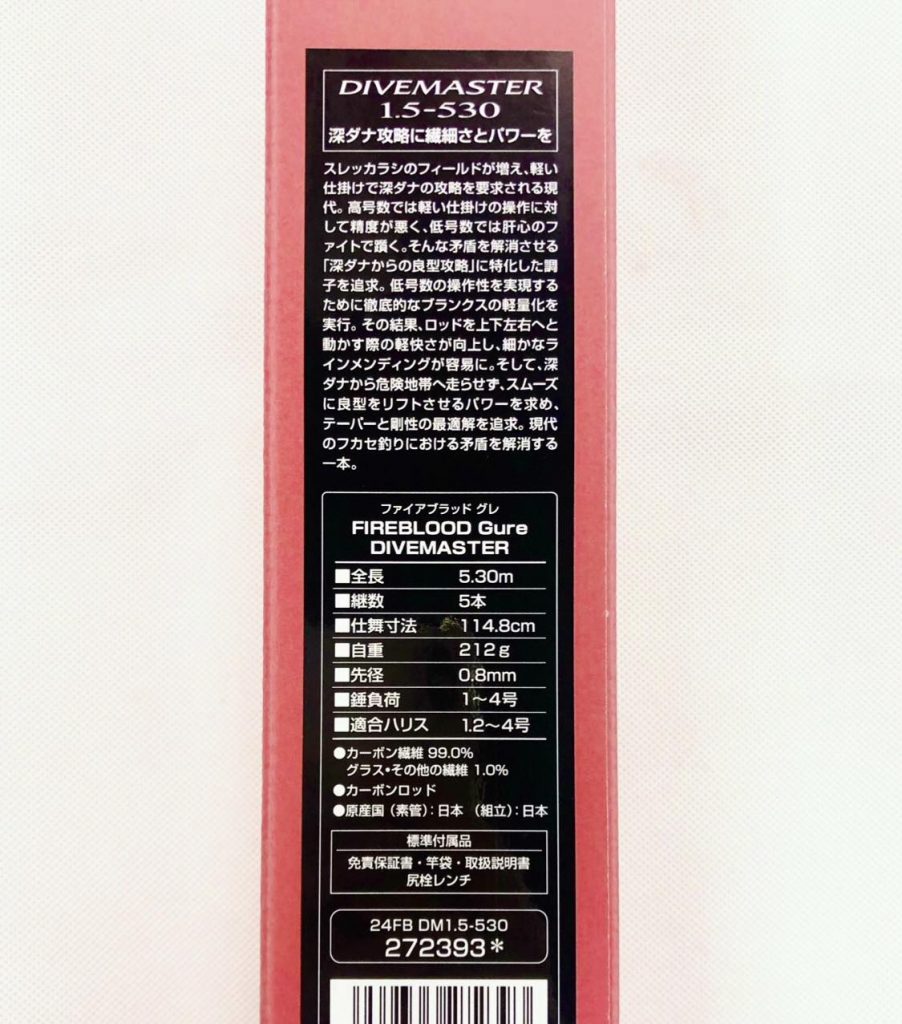 DIVEMASTER
1.5-530
深ダナ攻略に繊細さとパワーを
スレッカラシのフィールドが増え、軽い
仕掛けで深ダナの攻略を要求される現
代。高号数では軽い仕掛けの操作に対
して精度が悪く、低号数では肝心のフ
ァイトで躓く。そんな矛盾を解消させる
「深ダナからの良型攻略」に特化した調
子を追求。低号数の操作性を実現する
ために徹底的なブランクスの軽量化を
実行。その結果、ロッドを上下左右へと
動かす際の軽快さが向上し、細かなラ
インメンディングが容易に。そして、深
ダナから危険地帯へ走らせず、スムーズ
に良型をリフトさせるパワーを求め、
テーパーと剛性の最適解を追求。現代
のフカセ釣りにおける矛盾を解消する
一本。
ファイアブラッド グレ
FIREBLOOD Gure
DIVEMASTER
■全長 5.30m
■継数 5本
■仕舞寸法 114.8cm
■自重 212g
■先径 0.8mm
■錘負荷 1〜4号
■適合ハリス 1.2〜4号
●カーボン繊維 99.0%
グラス・その他の繊維 1.0%
●カーボンロッド
●原産国（素管）：日本 （組立）：日本
標準付属品
免責保証書・竿袋・取扱説明書
尻栓レンチ
24FB DM1.5-530
272393*